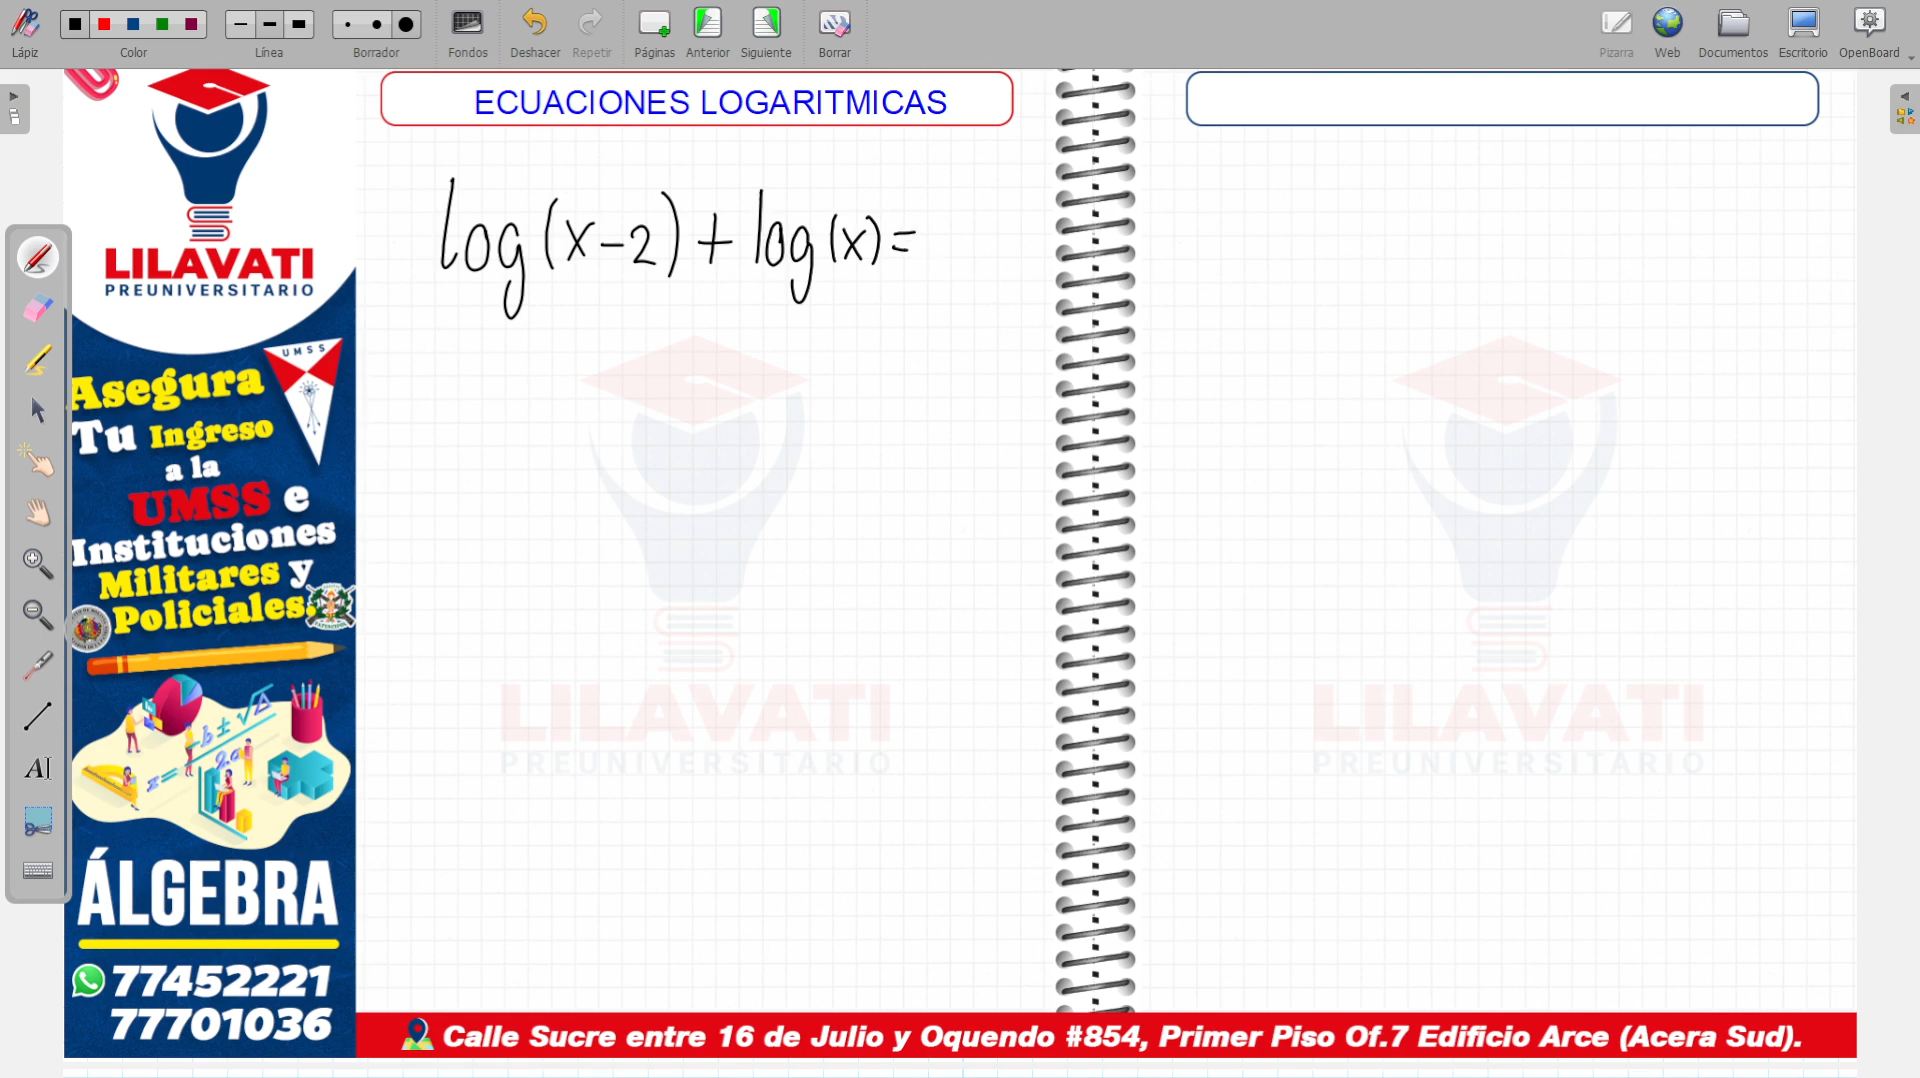 Lápiz
Color
Línea
Borrador
Fondos
Deshacer
Repetir
Páginas
Anterior
Siguiente
Borrar
Pizarra
Web
Documentos
Escritorio
OpenBoard
LILAVATI
PREUNIVERSITARIO
UMSS
Asegura
Tu Ingreso
a la
UMSS e
Instituciones
Militares y
Policiales.
ÁLGEBRA
77452221
77701036
ECUACIONES LOGARITMICAS
log(x-2)+log(x)=
LILAVATI
PREUNIVERSITARIO
LILAVATI
PREUNIVERSITARIO
Calle Sucre entre 16 de Julio y Oquendo #854, Primer Piso Of.7 Edificio Arce (Acera Sud).